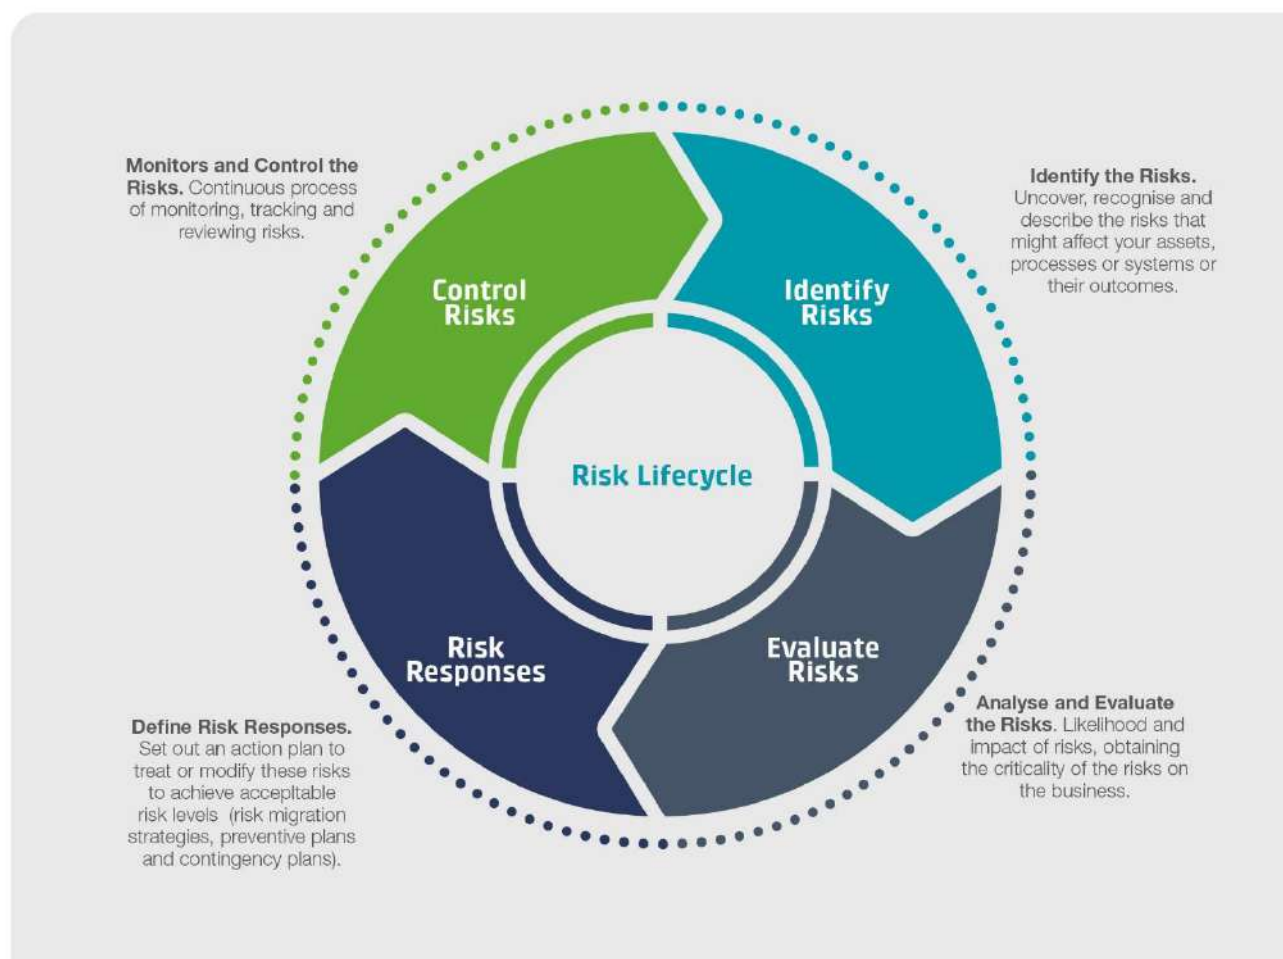 Monitors and Control the
Risks. Continuous process
of monitoring, tracking and
reviewing risks.
Identify the Risks.
Uncover, recognise and
describe the risks that
might affect your assets,
processes or systems or
their outcomes.
Control
Risks
Identify
Risks
Risk Lifecycle
Risk
Responses
Evaluate
Risks
Define Risk Responses.
Set out an action plan to
treat or modify these risks
to achieve accepltable
risk levels (risk migration
strategies, preventive plans
and contingency plans).
Analyse and Evaluate
the Risks. Likelihood and
impact of risks, obtaining
the criticality of the risks on
the business.